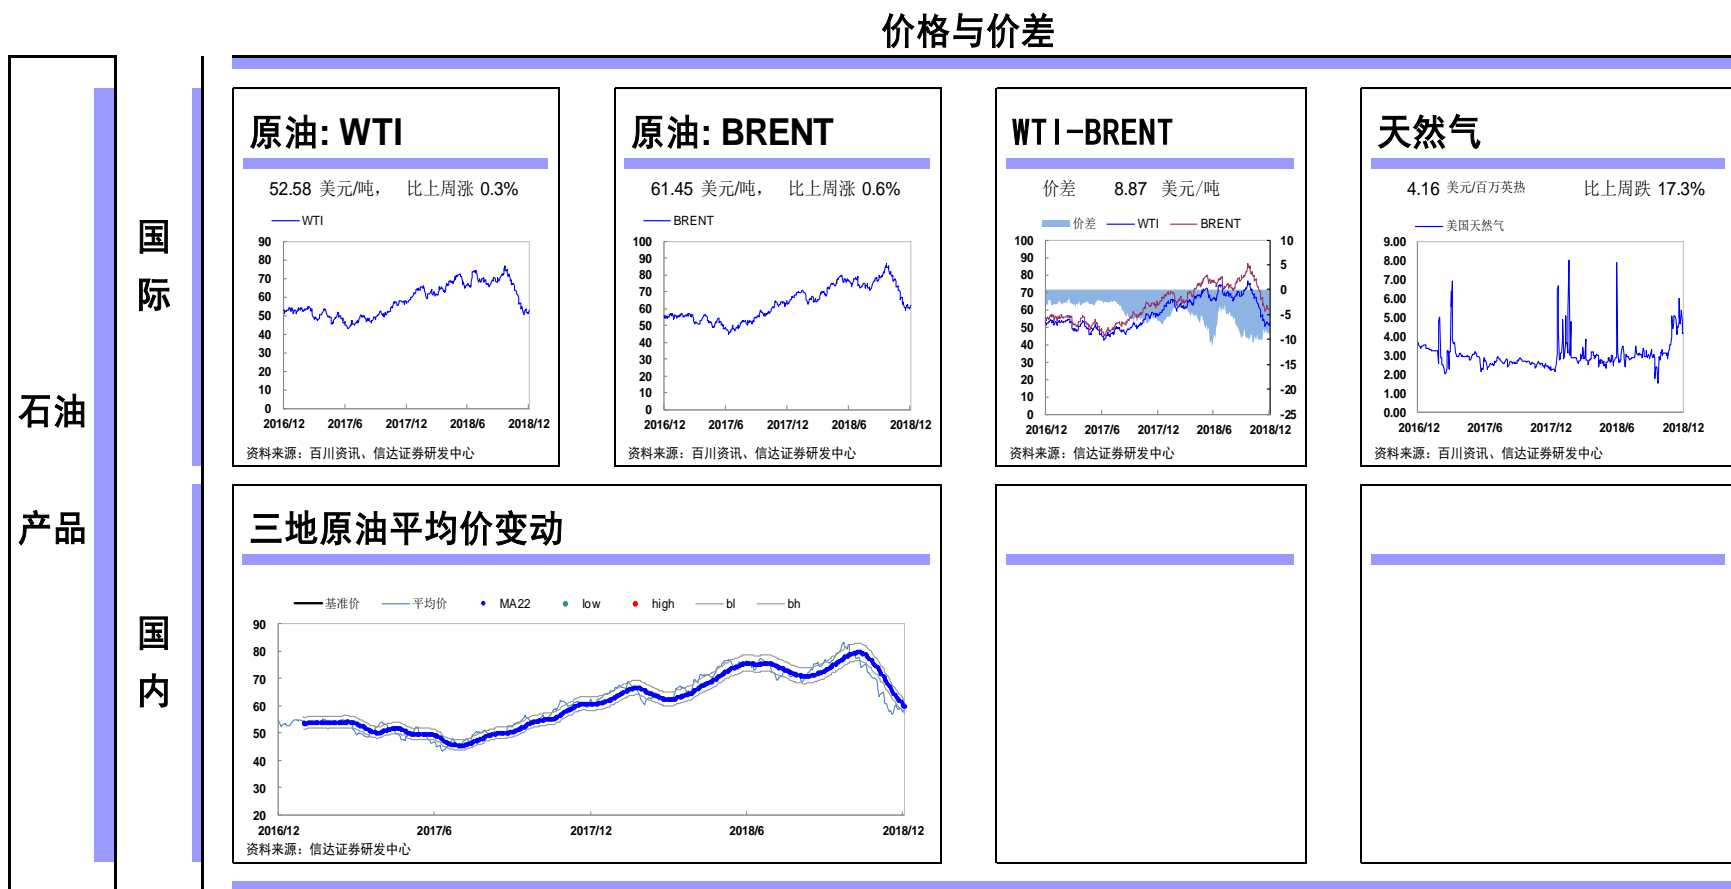 价格与价差
石油
产品
国
际
国
内
原油: WTI
52.58 美元/吨， 比上周涨 0.3%
WTI
90
80
70
60
50
40
30
20
10
0
2016/12 2017/6 2017/12 2018/6 2018/12
资料来源：百川资讯、信达证券研发中心
原油: BRENT
61.45 美元/吨， 比上周涨 0.6%
BRENT
100
90
80
70
60
50
40
30
20
10
0
2016/12 2017/6 2017/12 2018/6 2018/12
资料来源：百川资讯、信达证券研发中心
WTI-BRENT
价差 8.87 美元/吨
价差 WTI BRENT
100
90
80
70
60
50
40
30
20
10
0
10
5
0
-5
-10
-15
-20
-25
2016/12 2017/6 2017/12 2018/6 2018/12
资料来源：信达证券研发中心
天然气
4.16 美元/百万英热 比上周跌 17.3%
美国天然气
9.00
8.00
7.00
6.00
5.00
4.00
3.00
2.00
1.00
0.00
2016/12 2017/6 2017/12 2018/6 2018/12
资料来源：百川资讯、信达证券研发中心
三地原油平均价变动
基准价 平均价 MA22 low high bl bh
90
80
70
60
50
40
30
20
2016/12 2017/6 2017/12 2018/6 2018/12
资料来源：信达证券研发中心